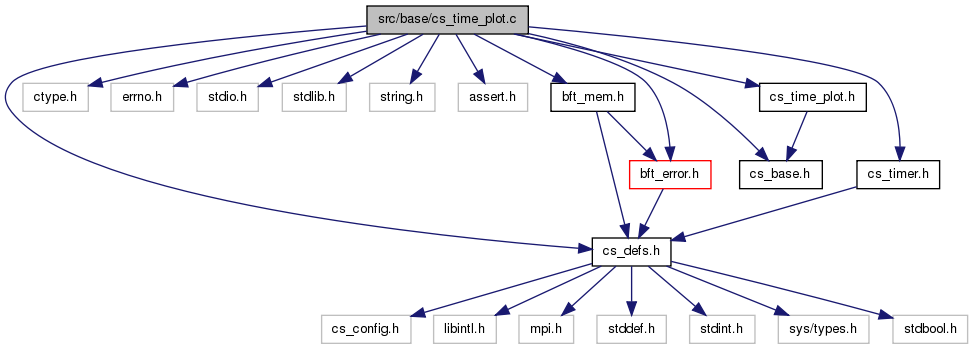 src/base/cs_time_plot.c
ctype.h
errno.h
stdio.h
stdlib.h
string.h
assert.h
bft_mem.h
cs_time_plot.h
bft_error.h
cs_base.h
cs_timer.h
cs_defs.h
cs_config.h
libintl.h
mpi.h
stddef.h
stdint.h
sys/types.h
stdbool.h